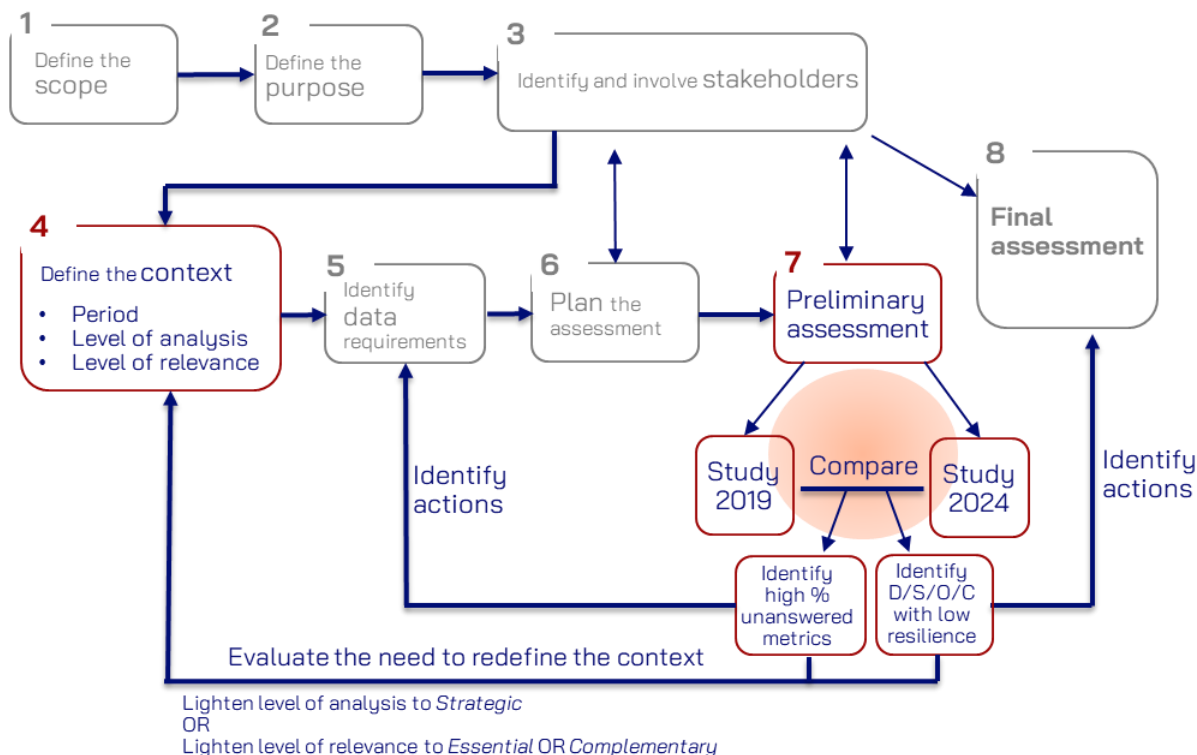 1
Define the
scope
2
Define the
purpose
3
Identify and involve stakeholders
4
Define the context
• Period
• Level of analysis
• Level of relevance
5
Identify
data
requirements
6
Plan the
assessment
7
Preliminary
assessment
8
Final
assessment
Study
2019
Compare
Study
2024
Identify
actions
Identify
actions
Identify
high %
unanswered
metrics
Identify
D/S/O/C
with low
resilience
Evaluate the need to redefine the context
Lighten level of analysis to Strategic
OR
Lighten level of relevance to Essential OR Complementary